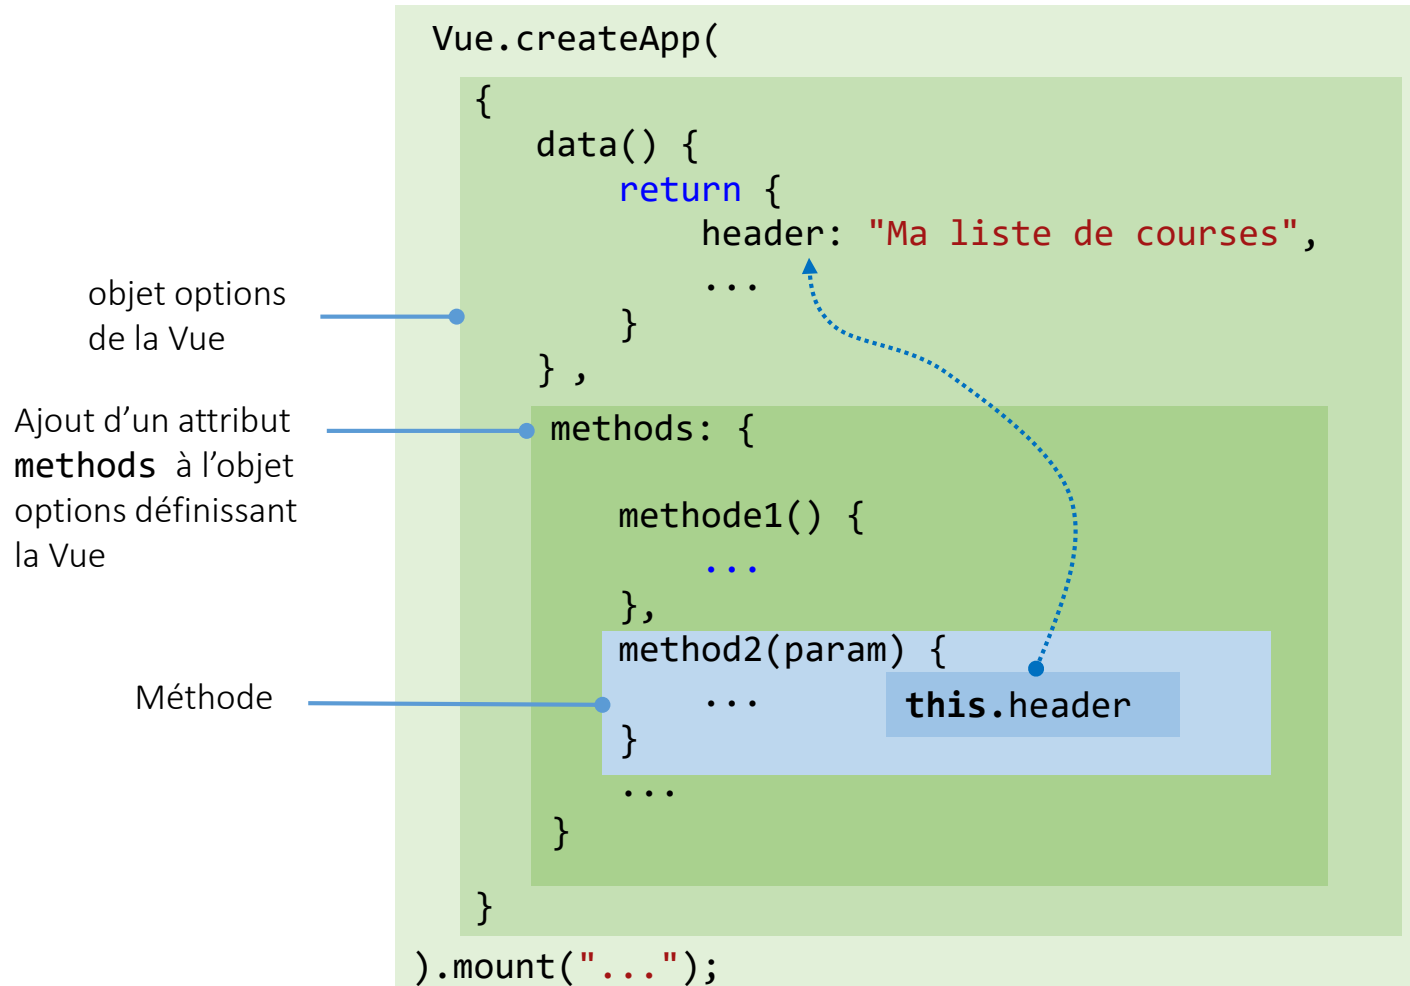 Vue.createApp(
{
data() {
return {
header: "Ma liste de courses",
...
}
} ,
methods: {
methode1() {
...
},
method2(param) {
... this.header
}
...
}
}
).mount("...");
objet options
de la Vue
Ajout d’un attribut
methods à l’objet
options définissant
la Vue
Méthode